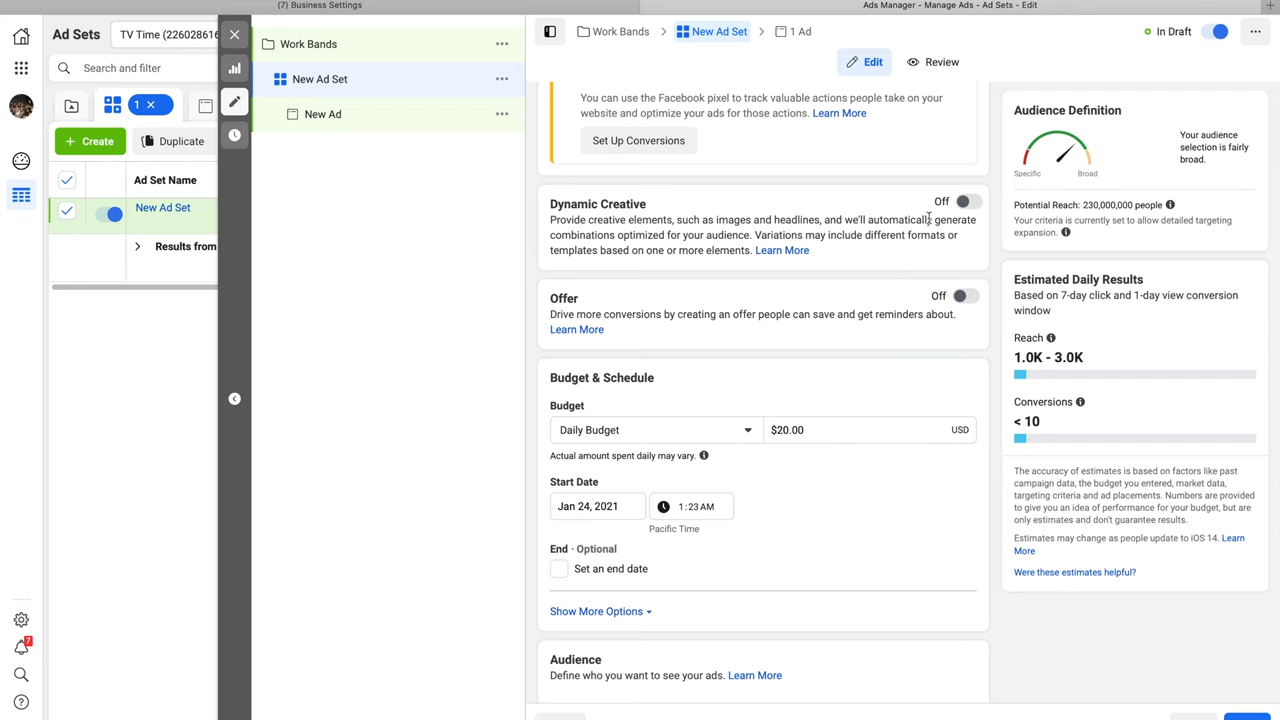 (7) Business Settings
Ads Manager - Manage Ads - Ad Sets - Edit
Ad Sets
TV Time (22602861
Search and filter
1
Create
Duplicate
Ad Set Name
New Ad Set
Results from
7
Work Bands
New Ad Set
New Ad
Work Bands
New Ad Set
1 Ad
In Draft
Edit
Review
You can use the Facebook pixel to track valuable actions people take on your
website and optimize your ads for those actions. Learn More
Set Up Conversions
Dynamic Creative
Off
Provide creative elements, such as images and headlines, and we'll automatically generate
combinations optimized for your audience. Variations may include different formats or
templates based on one or more elements. Learn More
Offer
Off
Drive more conversions by creating an offer people can save and get reminders about.
Learn More
Budget & Schedule
Budget
Daily Budget
$20.00
USD
Actual amount spent daily may vary.
Start Date
Jan 24, 2021
1:23 AM
Pacific Time
End · Optional
Set an end date
Show More Options
Audience
Define who you want to see your ads. Learn More
Audience Definition
Specific
Broad
Your audience
selection is fairly
broad.
Potential Reach: 230,000,000 people
Your criteria is currently set to allow detailed targeting
expansion.
Estimated Daily Results
Based on 7-day click and 1-day view conversion
window
Reach
1.0K - 3.0K
Conversions
< 10
The accuracy of estimates is based on factors like past
campaign data, the budget you entered, market data,
targeting criteria and ad placements. Numbers are provided
to give you an idea of performance for your budget, but are
only estimates and don't guarantee results.
Estimates may change as people update to iOS 14. Learn
More
Were these estimates helpful?